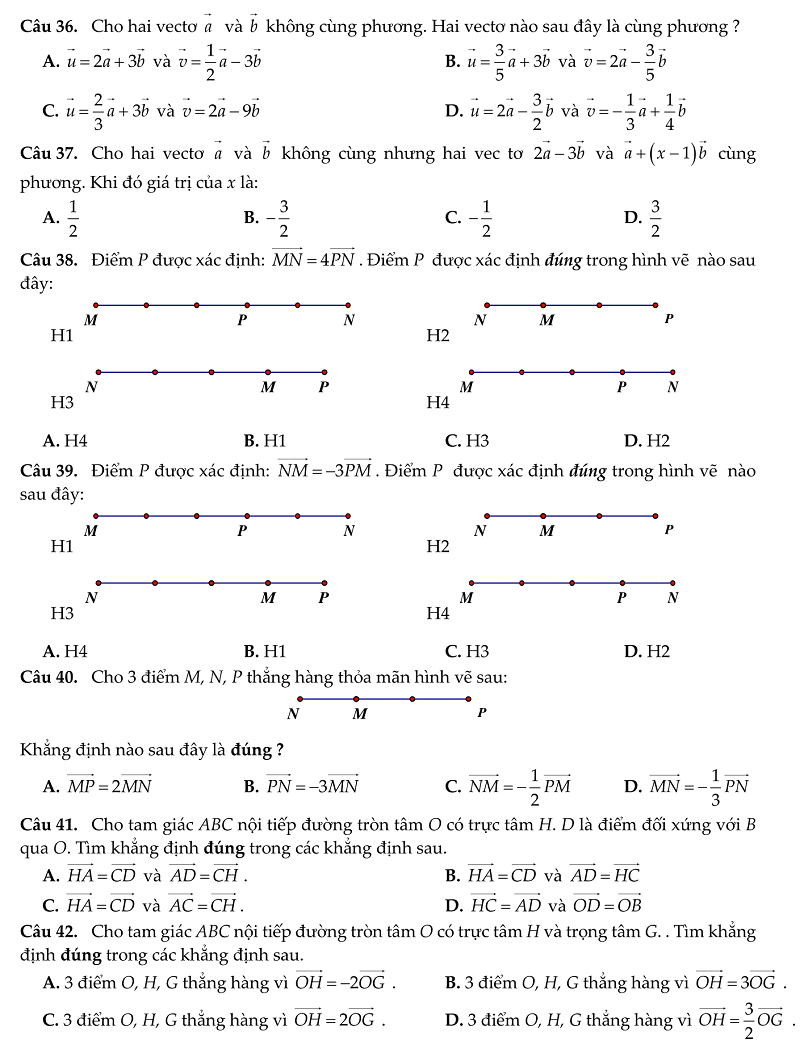 Câu 36. Cho hai vectơ $\vec{a}$ và $\vec{b}$ không cùng phương. Hai vectơ nào sau đây là cùng phương ?
A. $\vec{u}=2\vec{a}+3\vec{b}$ và $\vec{v}=\frac{1}{2}\vec{a}-3\vec{b}$ B. $\vec{u}=\frac{3}{5}\vec{a}+3\vec{b}$ và $\vec{v}=2\vec{a}-\frac{3}{5}\vec{b}$
C. $\vec{u}=\frac{2}{3}\vec{a}+3\vec{b}$ và $\vec{v}=2\vec{a}-9\vec{b}$ D. $\vec{u}=2\vec{a}-\frac{3}{2}\vec{b}$ và $\vec{v}=-\frac{1}{3}\vec{a}+\frac{1}{4}\vec{b}$
Câu 37. Cho hai vectơ $\vec{a}$ và $\vec{b}$ không cùng nhưng hai vec tơ $2\vec{a}-3\vec{b}$ và $\vec{a}+(x-1)\vec{b}$ cùng
phương. Khi đó giá trị của x là:
A. $\frac{1}{2}$ B. $-\frac{3}{2}$ C. $-\frac{1}{2}$ D. $\frac{3}{2}$
Câu 38. Điểm P được xác định: $\overrightarrow{MN}=4\overrightarrow{PN}$ . Điểm P được xác định đúng trong hình vẽ nào sau
đây:
M P N N M P
H1 H2
N M P M P N
H3 H4
A. H4 B. H1 C. H3 D. H2
Câu 39. Điểm P được xác định: $\overrightarrow{NM}=-3\overrightarrow{PM}$ . Điểm P được xác định đúng trong hình vẽ nào
sau đây:
M P N N M P
H1 H2
N M P M P N
H3 H4
A. H4 B. H1 C. H3 D. H2
Câu 40. Cho 3 điểm M, N, P thẳng hàng thỏa mãn hình vẽ sau:
N M P
Khẳng định nào sau đây là đúng ?
A. $\overrightarrow{MP}=2\overrightarrow{MN}$ B. $\overrightarrow{PN}=-3\overrightarrow{MN}$ C. $\overrightarrow{NM}=-\frac{1}{2}\overrightarrow{PM}$ D. $\overrightarrow{MN}=-\frac{1}{3}\overrightarrow{PN}$
Câu 41. Cho tam giác ABC nội tiếp đường tròn tâm O có trực tâm H. D là điểm đối xứng với B
qua O. Tìm khẳng định đúng trong các khẳng định sau.
A. $\overrightarrow{HA}=\overrightarrow{CD}$ và $\overrightarrow{AD}=\overrightarrow{CH}$ . B. $\overrightarrow{HA}=\overrightarrow{CD}$ và $\overrightarrow{AD}=\overrightarrow{HC}$
C. $\overrightarrow{HA}=\overrightarrow{CD}$ và $\overrightarrow{AC}=\overrightarrow{CH}$ . D. $\overrightarrow{HC}=\overrightarrow{AD}$ và $\overrightarrow{OD}=\overrightarrow{OB}$
Câu 42. Cho tam giác ABC nội tiếp đường tròn tâm O có trực tâm H và trọng tâm G. . Tìm khẳng
định đúng trong các khẳng định sau.
A. 3 điểm O, H, G thẳng hàng vì $\overrightarrow{OH}=-2\overrightarrow{OG}$ . B. 3 điểm O, H, G thẳng hàng vì $\overrightarrow{OH}=3\overrightarrow{OG}$ .
C. 3 điểm O, H, G thẳng hàng vì $\overrightarrow{OH}=2\overrightarrow{OG}$ . D. 3 điểm O, H, G thẳng hàng vì $\overrightarrow{OH}=\frac{3}{2}\overrightarrow{OG}$ .